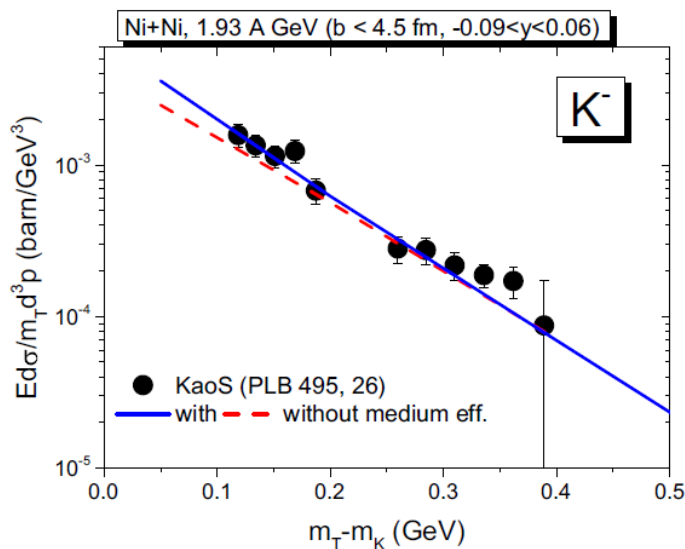 Ni+Ni, 1.93 A GeV (b < 4.5 fm, -0.09<y<0.06)
K⁻
10⁻³
10⁻⁴
10⁻⁵
Edσ/m_T d³p (barn/GeV³)
KaoS (PLB 495, 26)
with without medium eff.
0.0 0.1 0.2 0.3 0.4 0.5
m_T-m_K (GeV)